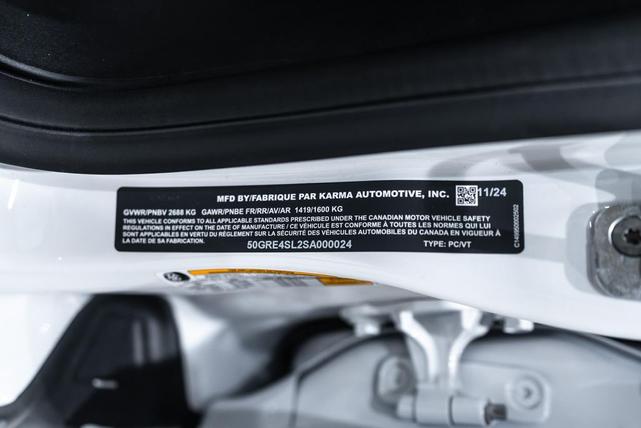 MFD BY/FABRIQUE PAR KARMA AUTOMOTIVE, INC. 11/24
GVWR/PNBV 2688 KG GAWR/PNBE FR/RR/AV/AR 1419/1600 KG
THIS VEHICLE CONFORMS TO ALL APPLICABLE STANDARDS PRESCRIBED UNDER THE CANADIAN MOTOR VEHICLE SAFETY
REGULATIONS IN EFFECT ON THE DATE OF MANUFACTURE / CE VÉHICULE EST CONFORME À TOUTES LES NORMES QUI LUI
SONT APPLICABLES EN VERTU DU RÈGLEMENT SUR LA SÉCURITÉ DES VÉHICULES AUTOMOBILES DU CANADA EN VIGUEUR À
LA DATE DE SA FABRICATION.
50GRE4SL2SA000024 TYPE: PC/VT